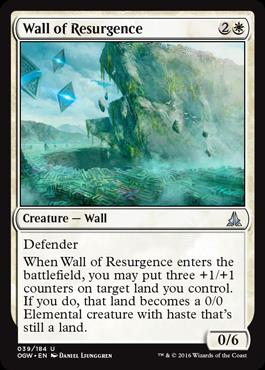 Wall of Resurgence 2
Creature — Wall
Defender
When Wall of Resurgence enters the
battlefield, you may put three +1/+1
counters on target land you control.
If you do, that land becomes a 0/0
Elemental creature with haste that's
still a land.
0/6
039/184 U
OGW • EN Daniel Ljunggren
™ & © 2016 Wizards of the Coast